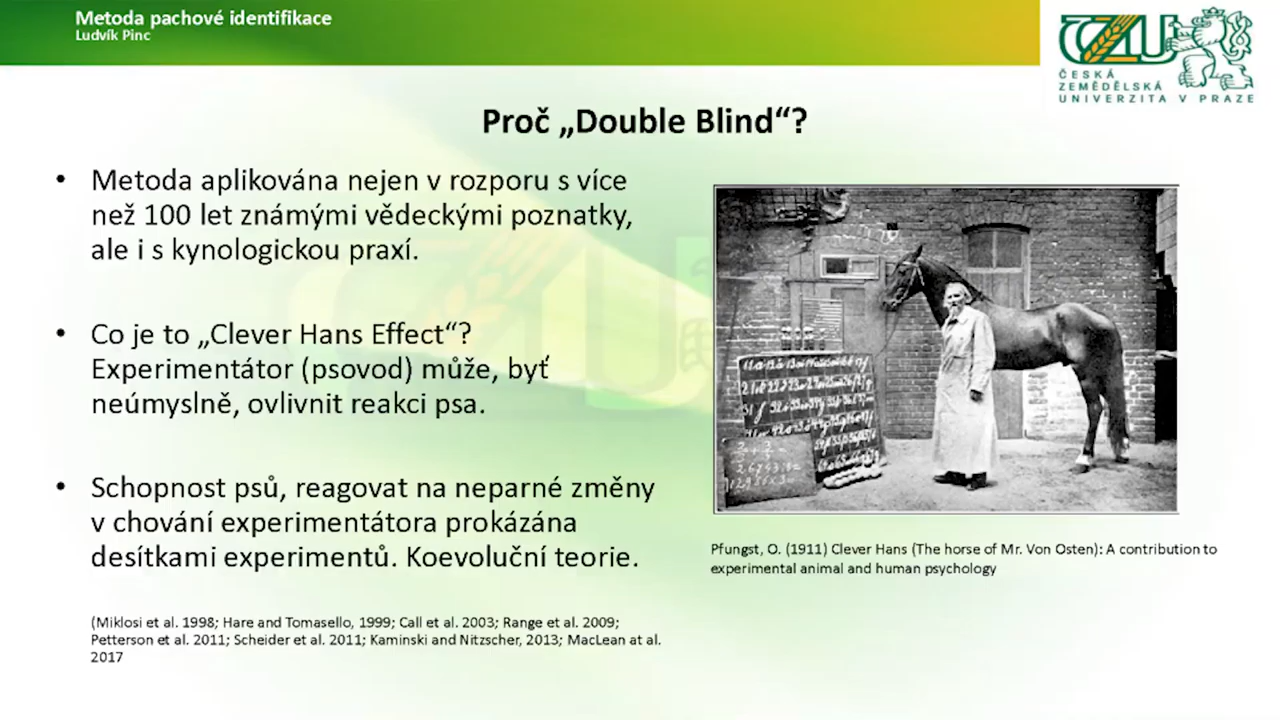 Metoda pachové identifikace
Ludvík Pinc
ČESKÁ
ZEMĚDĚLSKÁ
UNIVERZITA V PRAZE
Proč „Double Blind“?
• Metoda aplikována nejen v rozporu s více
než 100 let známými vědeckými poznatky,
ale i s kynologickou praxí.
• Co je to „Clever Hans Effect“?
Experimentátor (psovod) může, byť
neúmyslně, ovlivnit reakci psa.
• Schopnost psů, reagovat na neparné změny
v chování experimentátora prokázána
desítkami experimentů. Koevoluční teorie.
(Miklosi et al. 1998; Hare and Tomasello, 1999; Call et al. 2003; Range et al. 2009;
Petterson et al. 2011; Scheider et al. 2011; Kaminski and Nitzscher, 2013; MacLean at al.
2017
Pfungst, O. (1911) Clever Hans (The horse of Mr. Von Osten): A contribution to
experimental animal and human psychology